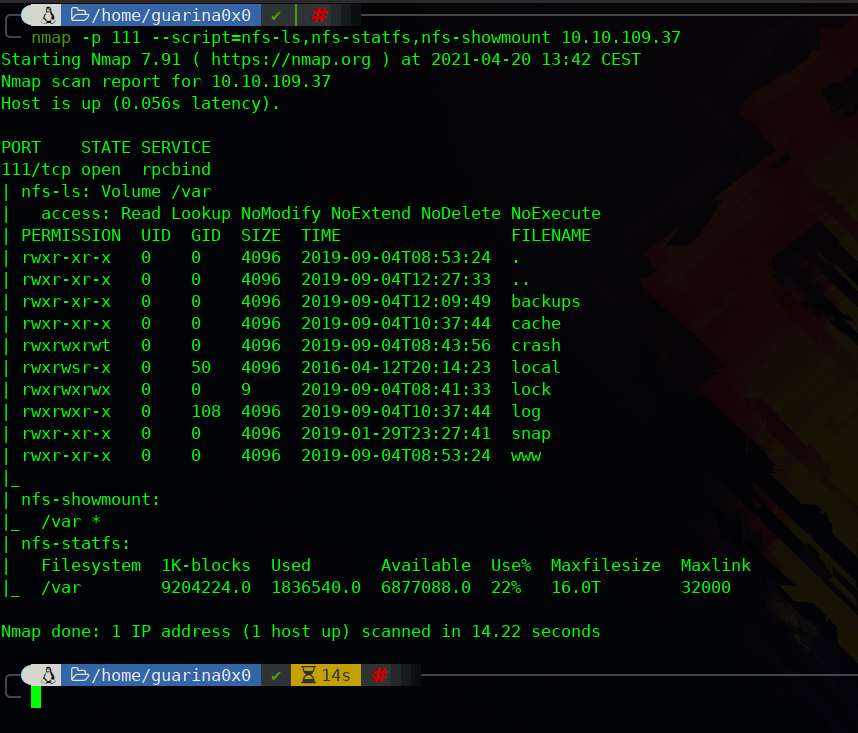 /home/guarina0x0 ✔ #
nmap -p 111 --script=nfs-ls,nfs-statfs,nfs-showmount 10.10.109.37
Starting Nmap 7.91 ( https://nmap.org ) at 2021-04-20 13:42 CEST
Nmap scan report for 10.10.109.37
Host is up (0.056s latency).
PORT    STATE SERVICE
111/tcp open  rpcbind
| nfs-ls: Volume /var
|   access: Read Lookup NoModify NoExtend NoDelete NoExecute
| PERMISSION  UID  GID  SIZE  TIME                 FILENAME
| rwxr-xr-x   0    0    4096  2019-09-04T08:53:24  .
| rwxr-xr-x   0    0    4096  2019-09-04T12:27:33  ..
| rwxr-xr-x   0    0    4096  2019-09-04T12:09:49  backups
| rwxr-xr-x   0    0    4096  2019-09-04T10:37:44  cache
| rwxrwxrwt   0    0    4096  2019-09-04T08:43:56  crash
| rwxrwsr-x   0    50   4096  2016-04-12T20:14:23  local
| rwxrwxrwx   0    0    9     2019-09-04T08:41:33  lock
| rwxrwxr-x   0    108  4096  2019-09-04T10:37:44  log
| rwxr-xr-x   0    0    4096  2019-01-29T23:27:41  snap
| rwxr-xr-x   0    0    4096  2019-09-04T08:53:24  www
|_
| nfs-showmount:
|_  /var *
| nfs-statfs:
|   Filesystem  1K-blocks  Used       Available  Use%  Maxfilesize  Maxlink
|_  /var        9204224.0  1836540.0  6877088.0  22%   16.0T        32000
Nmap done: 1 IP address (1 host up) scanned in 14.22 seconds
/home/guarina0x0 ✔ 14s #